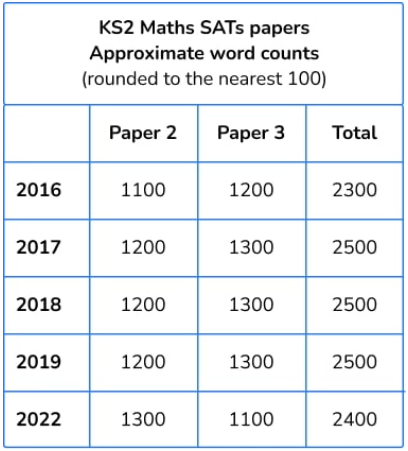 KS2 Maths SATs papers
Approximate word counts
(rounded to the nearest 100)
Paper 2 Paper 3 Total
2016 1100 1200 2300
2017 1200 1300 2500
2018 1200 1300 2500
2019 1200 1300 2500
2022 1300 1100 2400